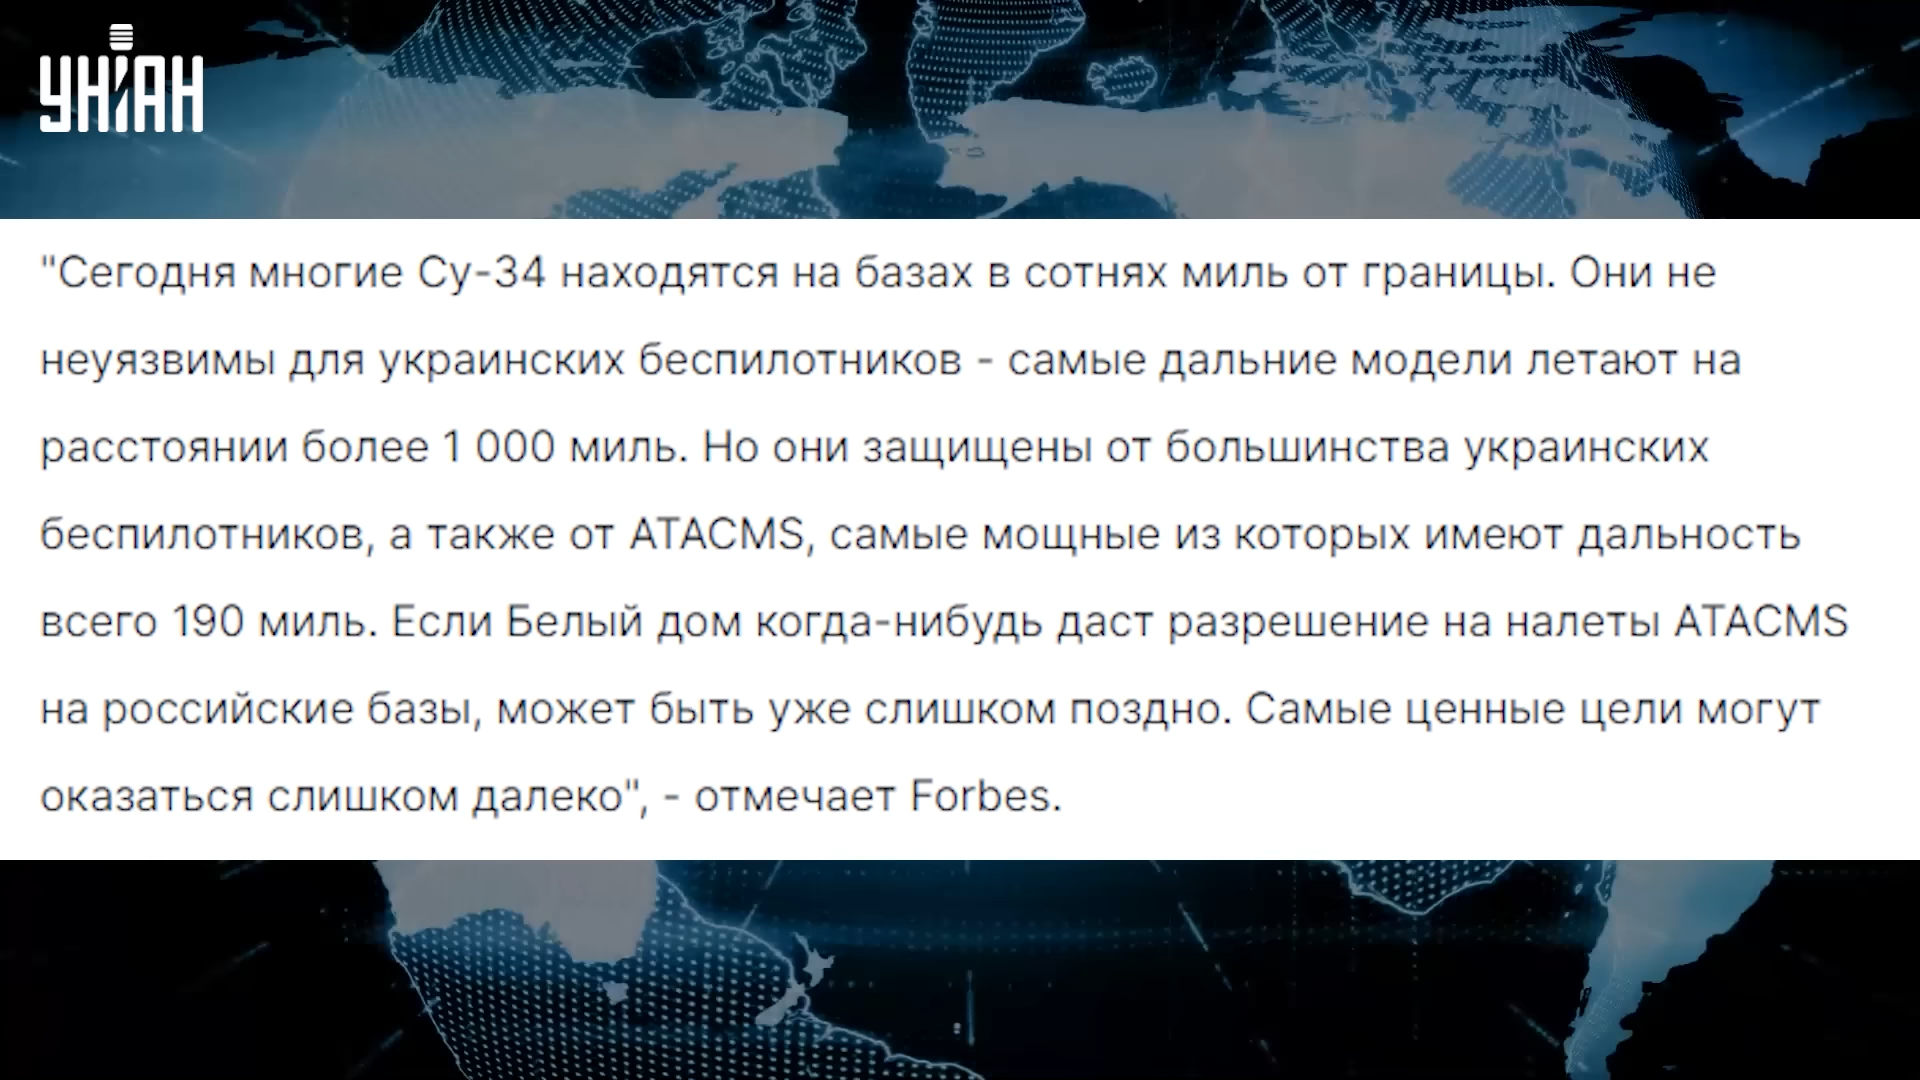 УНІАН
"Сегодня многие Су-34 находятся на базах в сотнях миль от границы. Они не
неуязвимы для украинских беспилотников - самые дальние модели летают на
расстоянии более 1 000 миль. Но они защищены от большинства украинских
беспилотников, а также от ATACMS, самые мощные из которых имеют дальность
всего 190 миль. Если Белый дом когда-нибудь даст разрешение на налеты ATACMS
на российские базы, может быть уже слишком поздно. Самые ценные цели могут
оказаться слишком далеко", - отмечает Forbes.